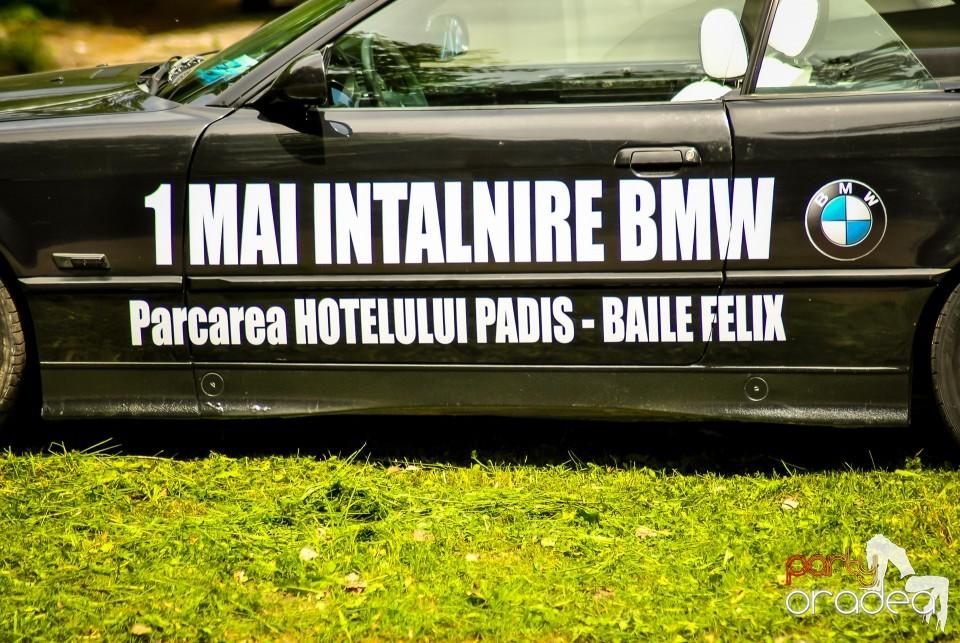 1 MAI INTALNIRE BMW
BMW
Parcarea HOTELULUI PADIS - BAILE FELIX
party
oradea